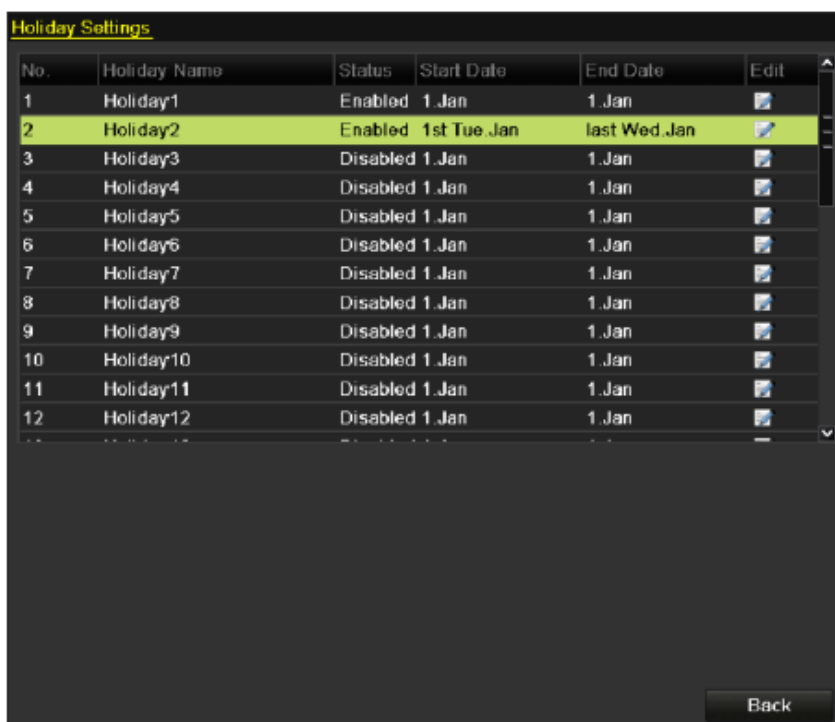 Holiday Settings
No. Holiday Name Status Start Date End Date Edit
1 Holiday1 Enabled 1.Jan 1.Jan
2 Holiday2 Enabled 1st Tue.Jan last Wed.Jan
3 Holiday3 Disabled 1.Jan 1.Jan
4 Holiday4 Disabled 1.Jan 1.Jan
5 Holiday5 Disabled 1.Jan 1.Jan
6 Holiday6 Disabled 1.Jan 1.Jan
7 Holiday7 Disabled 1.Jan 1.Jan
8 Holiday8 Disabled 1.Jan 1.Jan
9 Holiday9 Disabled 1.Jan 1.Jan
10 Holiday10 Disabled 1.Jan 1.Jan
11 Holiday11 Disabled 1.Jan 1.Jan
12 Holiday12 Disabled 1.Jan 1.Jan
Back